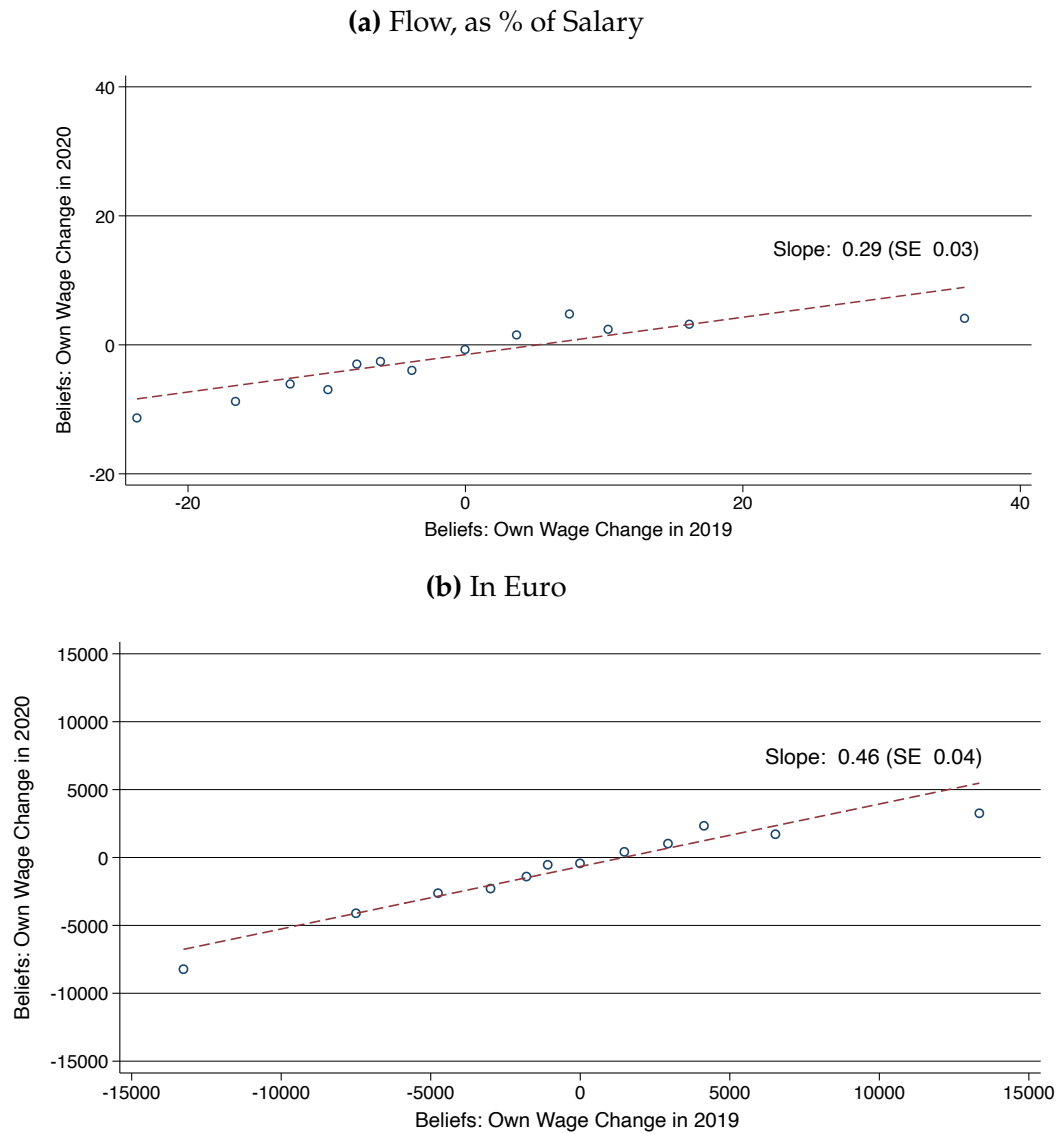 (a) Flow, as % of Salary
Beliefs: Own Wage Change in 2020
40
20
0
-20
Slope: 0.29 (SE 0.03)
-20 0 20 40
Beliefs: Own Wage Change in 2019
(b) In Euro
Beliefs: Own Wage Change in 2020
15000
10000
5000
0
-5000
-10000
-15000
Slope: 0.46 (SE 0.04)
-15000 -10000 -5000 0 5000 10000 15000
Beliefs: Own Wage Change in 2019